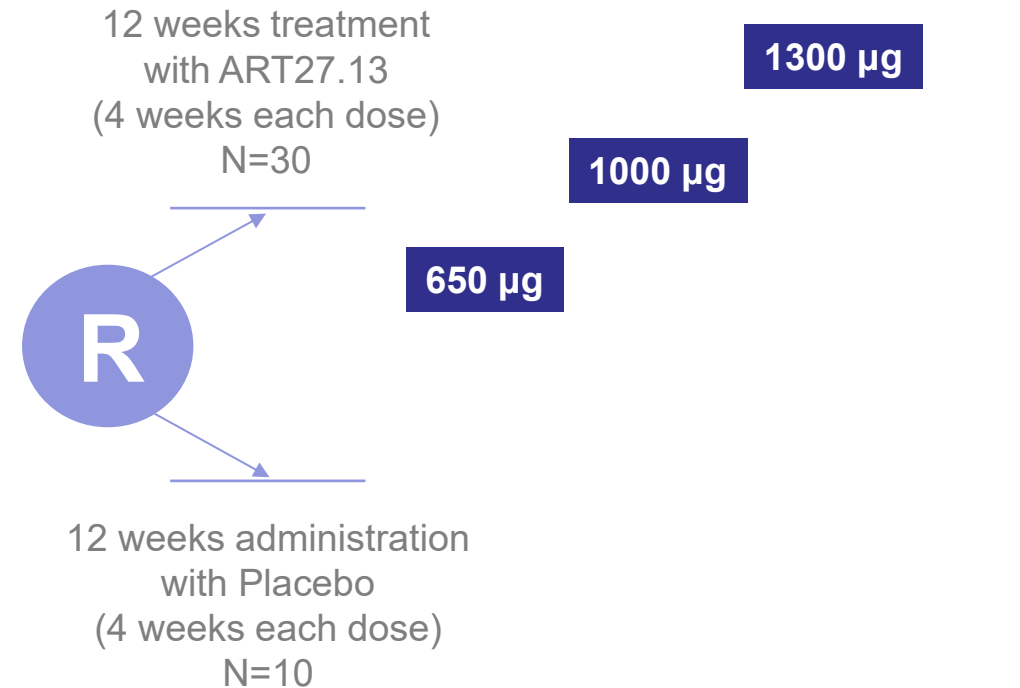 12 weeks treatment
with ART27.13
(4 weeks each dose)
N=30
1300 µg
1000 µg
650 µg
R
12 weeks administration
with Placebo
(4 weeks each dose)
N=10